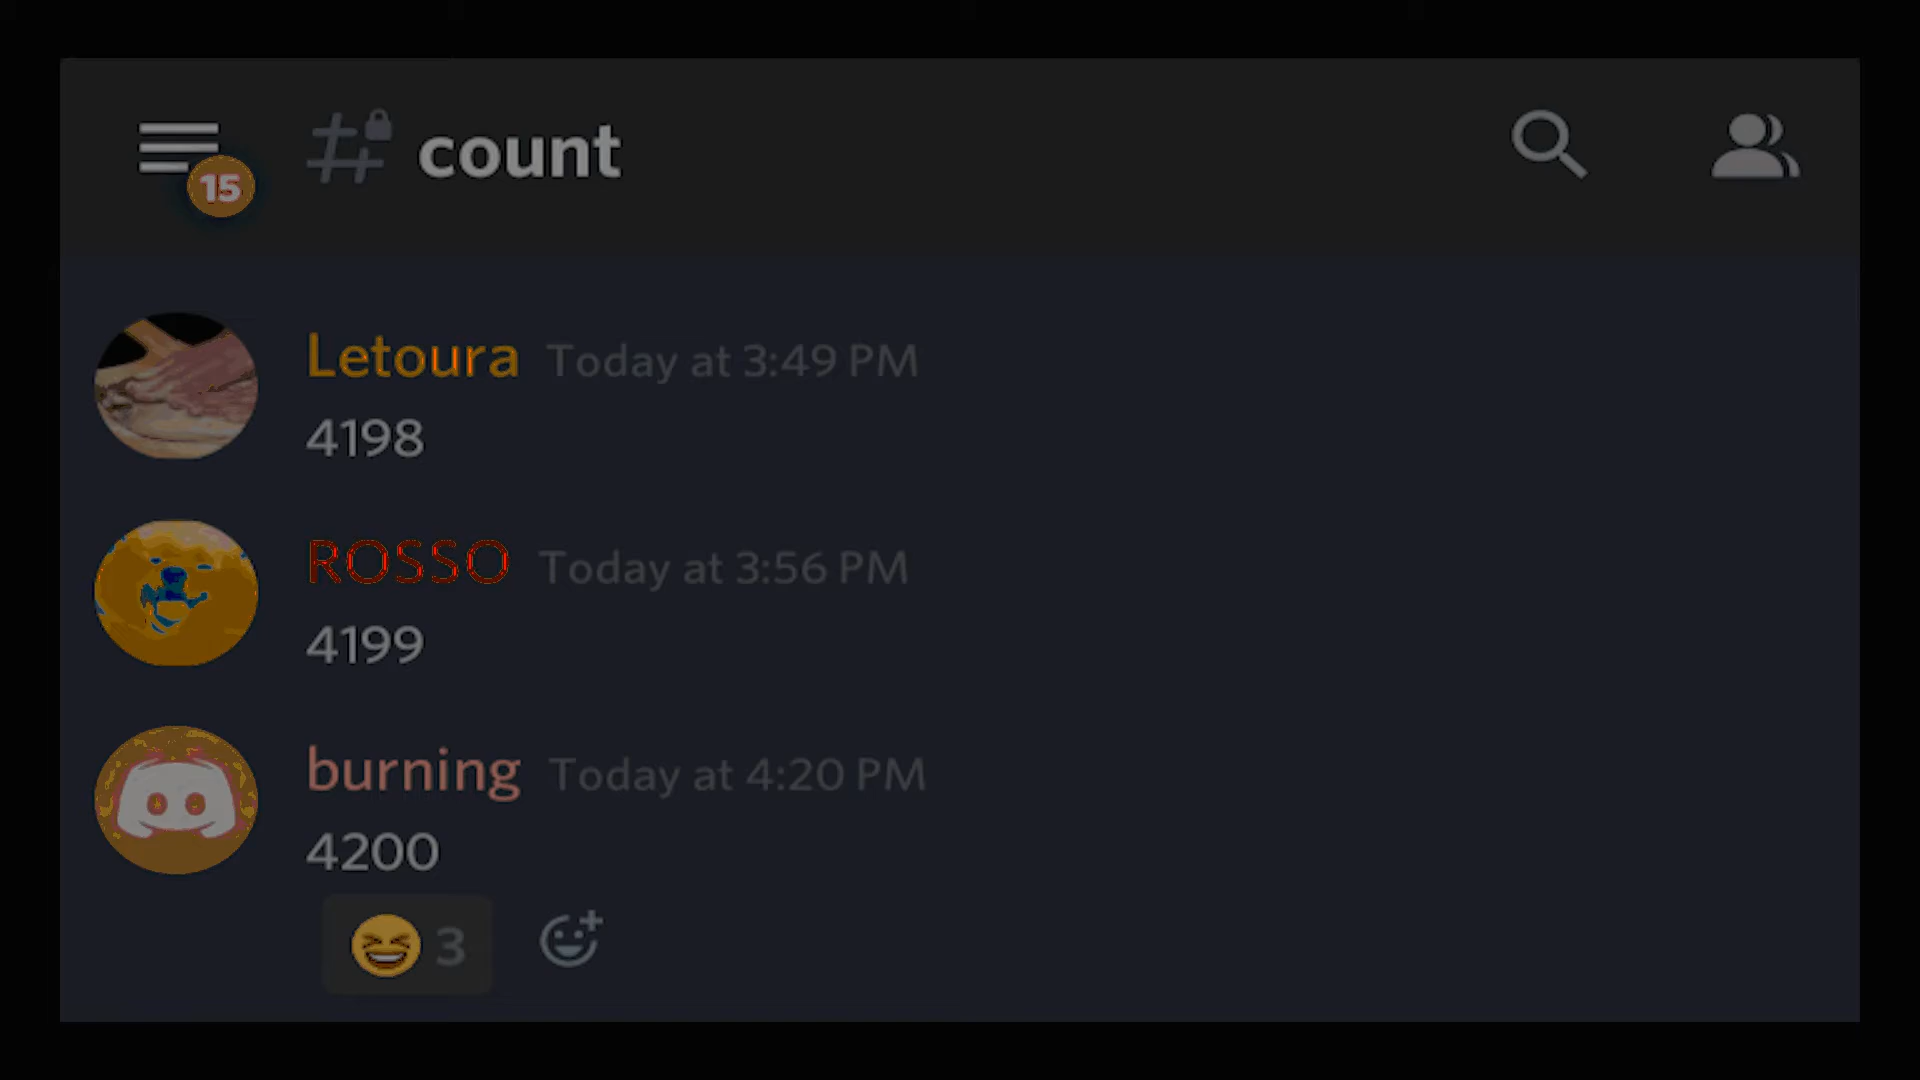 15
count
Letoura Today at 3:49 PM
4198
ROSSO Today at 3:56 PM
4199
burning Today at 4:20 PM
4200
3